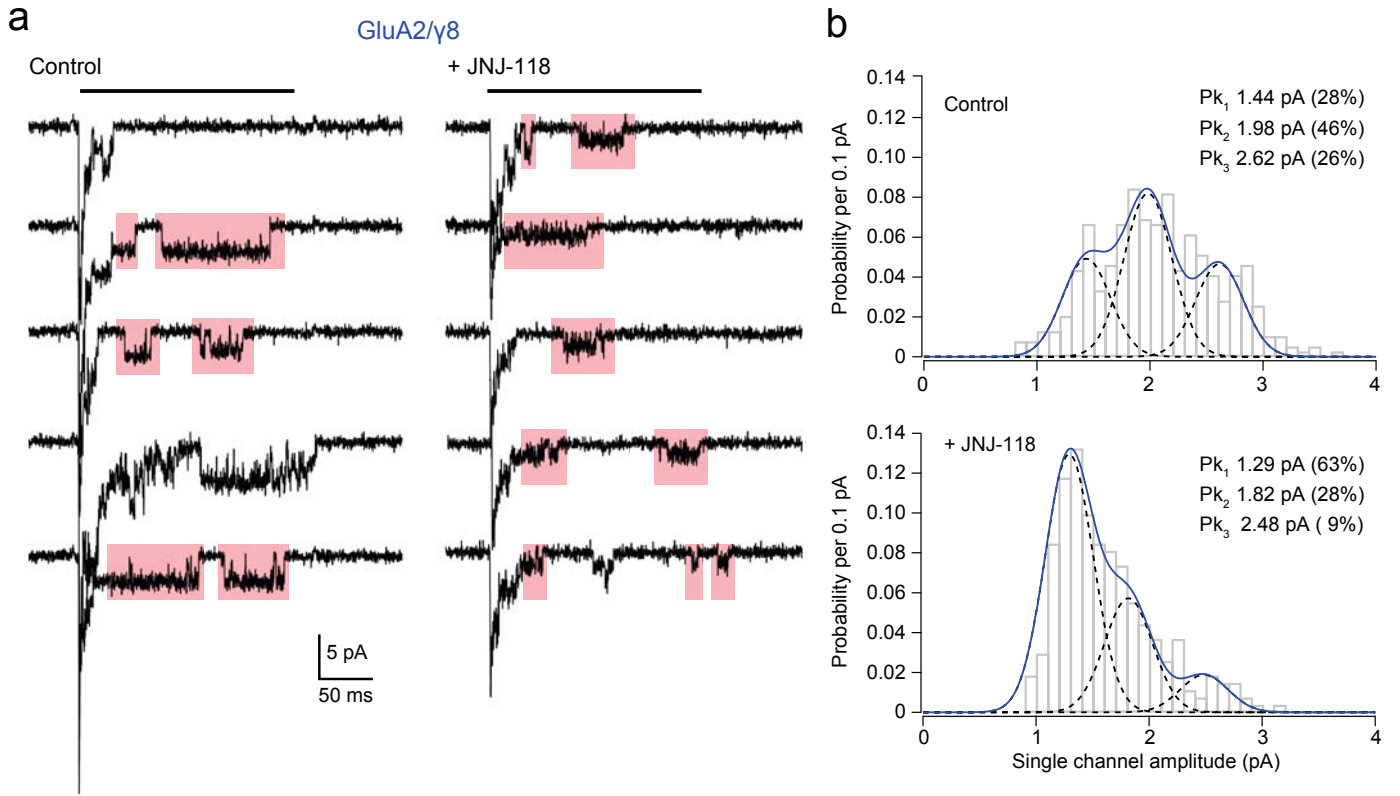 a
GluA2/γ8
Control
+ JNJ-118
5 pA
50 ms
b
Probability per 0.1 pA
0.14
0.12
0.10
0.08
0.06
0.04
0.02
0
Control
Pk1 1.44 pA (28%)
Pk2 1.98 pA (46%)
Pk3 2.62 pA (26%)
0 1 2 3 4
Probability per 0.1 pA
0.14
0.12
0.10
0.08
0.06
0.04
0.02
0
+ JNJ-118
Pk1 1.29 pA (63%)
Pk2 1.82 pA (28%)
Pk3 2.48 pA ( 9%)
0 1 2 3 4
Single channel amplitude (pA)